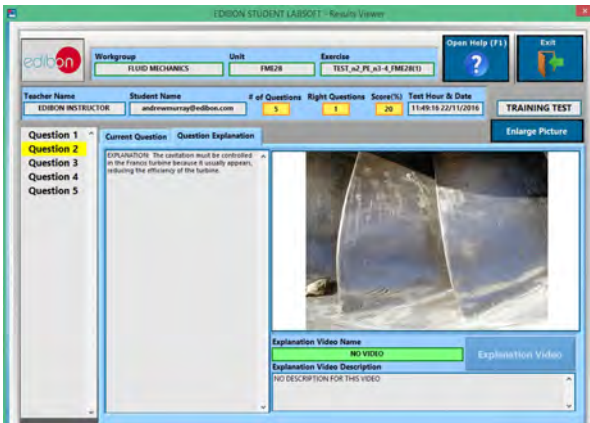 EDIBON STUDENT LABSOFT - Results Viewer
edibon
Workgroup
FLUID MECHANICS
Unit
FME28
Exercise
TEST_n2_PE_n3-4_FME28(1)
Open Help (F1)
?
Exit
Teacher Name
EDIBON INSTRUCTOR
Student Name
andrewmurray@edibon.com
# of Questions
5
Right Questions
1
Score(%)
20
Test Hour & Date
11:49:16 22/11/2016
TRAINING TEST
Question 1
Question 2
Question 3
Question 4
Question 5
Current Question
Question Explanation
Enlarge Picture
EXPLANATION: The cavitation must be controlled
in the Francis turbine because it usually appears,
reducing the efficiency of the turbine.
Explanation Video Name
NO VIDEO
Explanation Video
Explanation Video Description
NO DESCRIPTION FOR THIS VIDEO